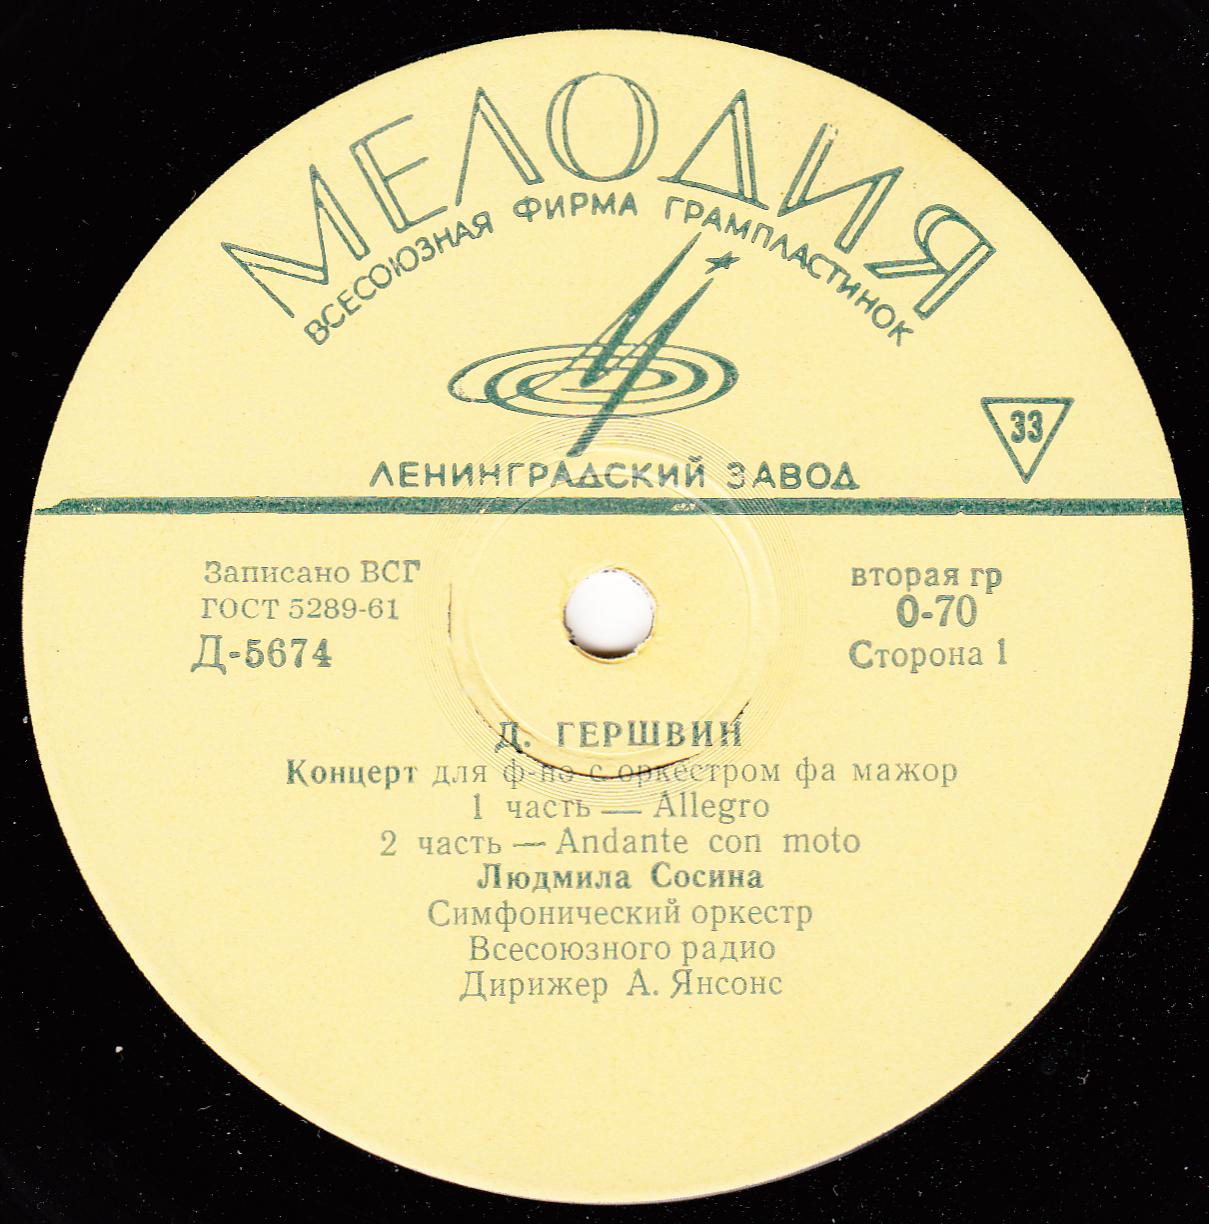 МЕЛОДИЯ
ВСЕСОЮЗНАЯ ФИРМА ГРАМПЛАСТИНОК
33
ЛЕНИНГРАДСКИЙ ЗАВОД
Записано ВСГ
ГОСТ 5289-61
Д-5674
вторая гр
0-70
Сторона 1
Д. ГЕРШВИН
Концерт для ф-но с оркестром фа мажор
1 часть — Allegro
2 часть — Andante con moto
Людмила Сосина
Симфонический оркестр
Всесоюзного радио
Дирижер А. Янсонс